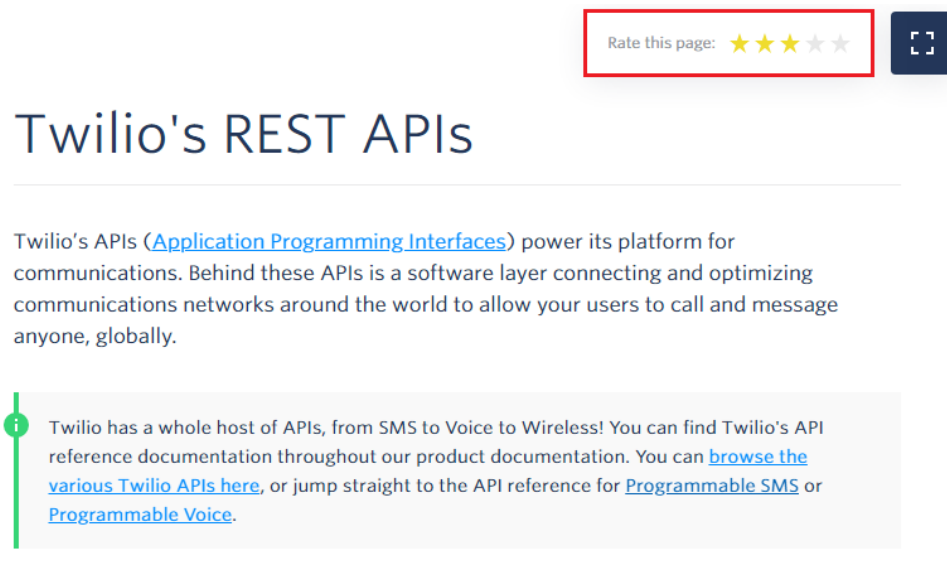 Rate this page:
Twilio's REST APIs
Twilio’s APIs (Application Programming Interfaces) power its platform for
communications. Behind these APIs is a software layer connecting and optimizing
communications networks around the world to allow your users to call and message
anyone, globally.
Twilio has a whole host of APIs, from SMS to Voice to Wireless! You can find Twilio's API
reference documentation throughout our product documentation. You can browse the
various Twilio APIs here, or jump straight to the API reference for Programmable SMS or
Programmable Voice.